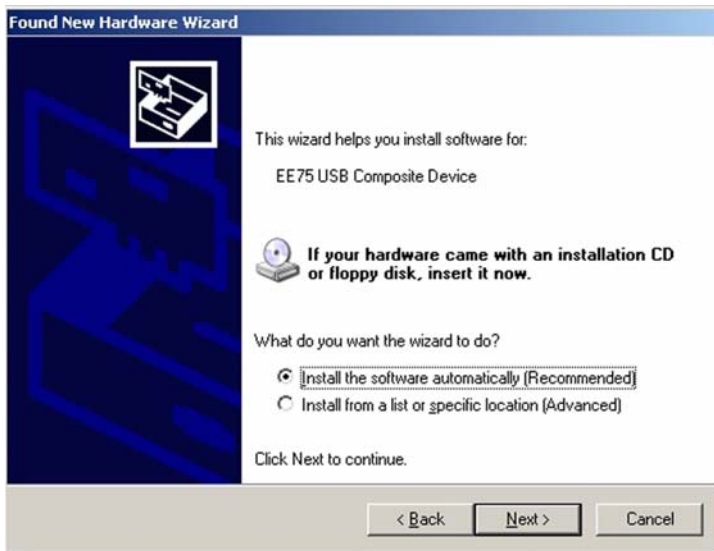 Found New Hardware Wizard
This wizard helps you install software for:
EE75 USB Composite Device
If your hardware came with an installation CD
or floppy disk, insert it now.
What do you want the wizard to do?
Install the software automatically (Recommended)
Install from a list or specific location (Advanced)
Click Next to continue.
< Back
Next >
Cancel